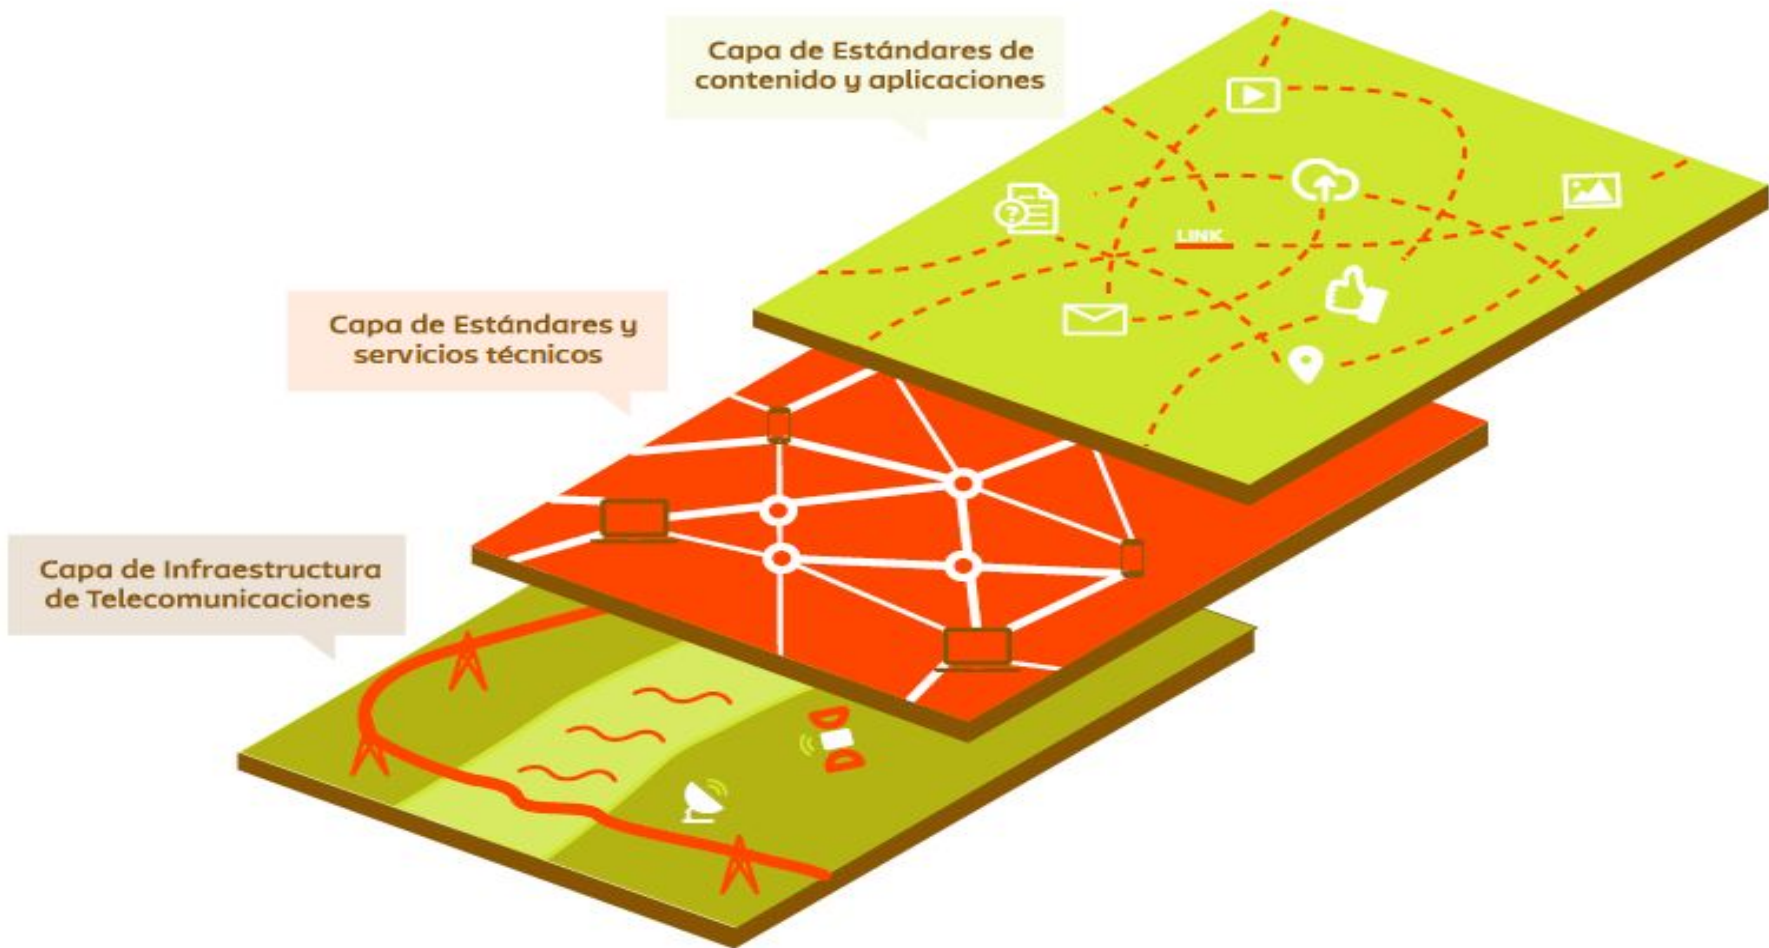 Capa de Estándares de
contenido y aplicaciones
?
LINK
Capa de Estándares y
servicios técnicos
Capa de Infraestructura
de Telecomunicaciones